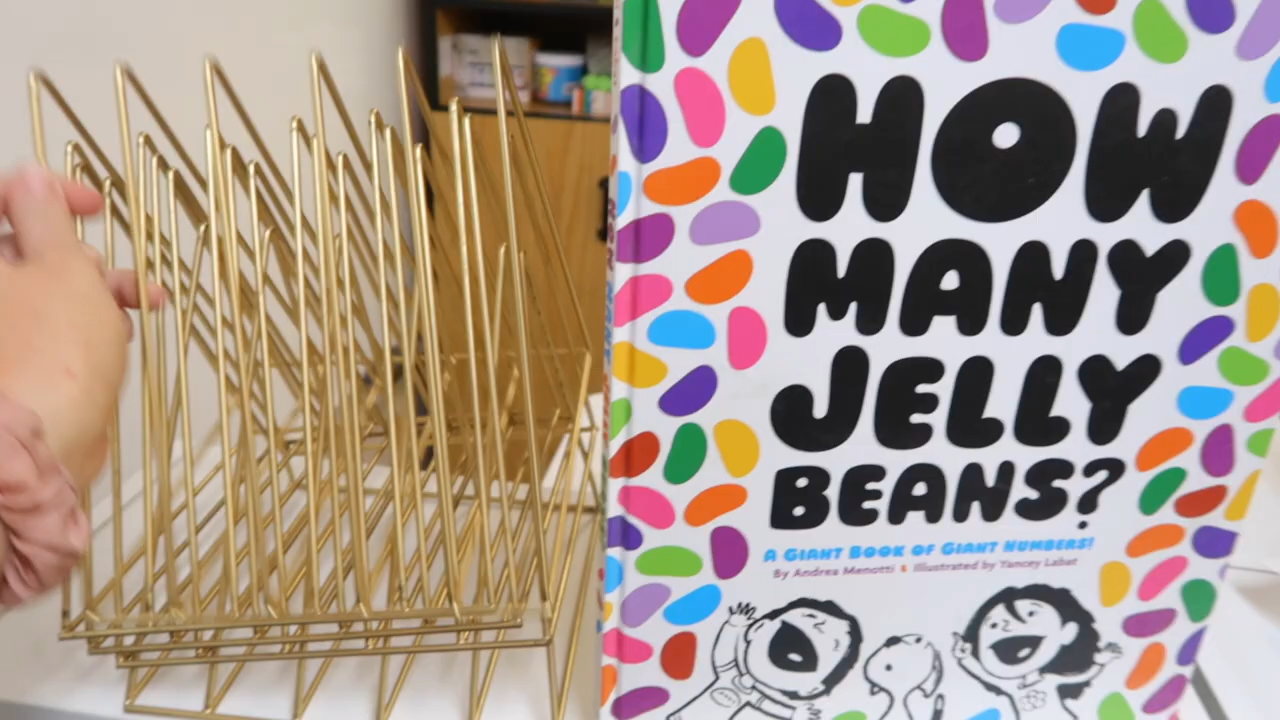 HOW
MANY
JELLY
BEANS?
A GIANT BOOK OF GIANT NUMBERS!
By Andrea Menotti Illustrated by Yancey Labat